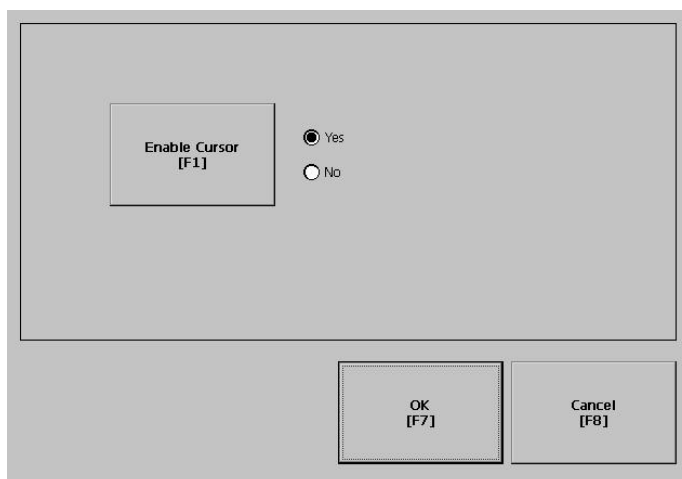 Enable Cursor
[F1]
Yes
No
OK
[F7]
Cancel
[F8]